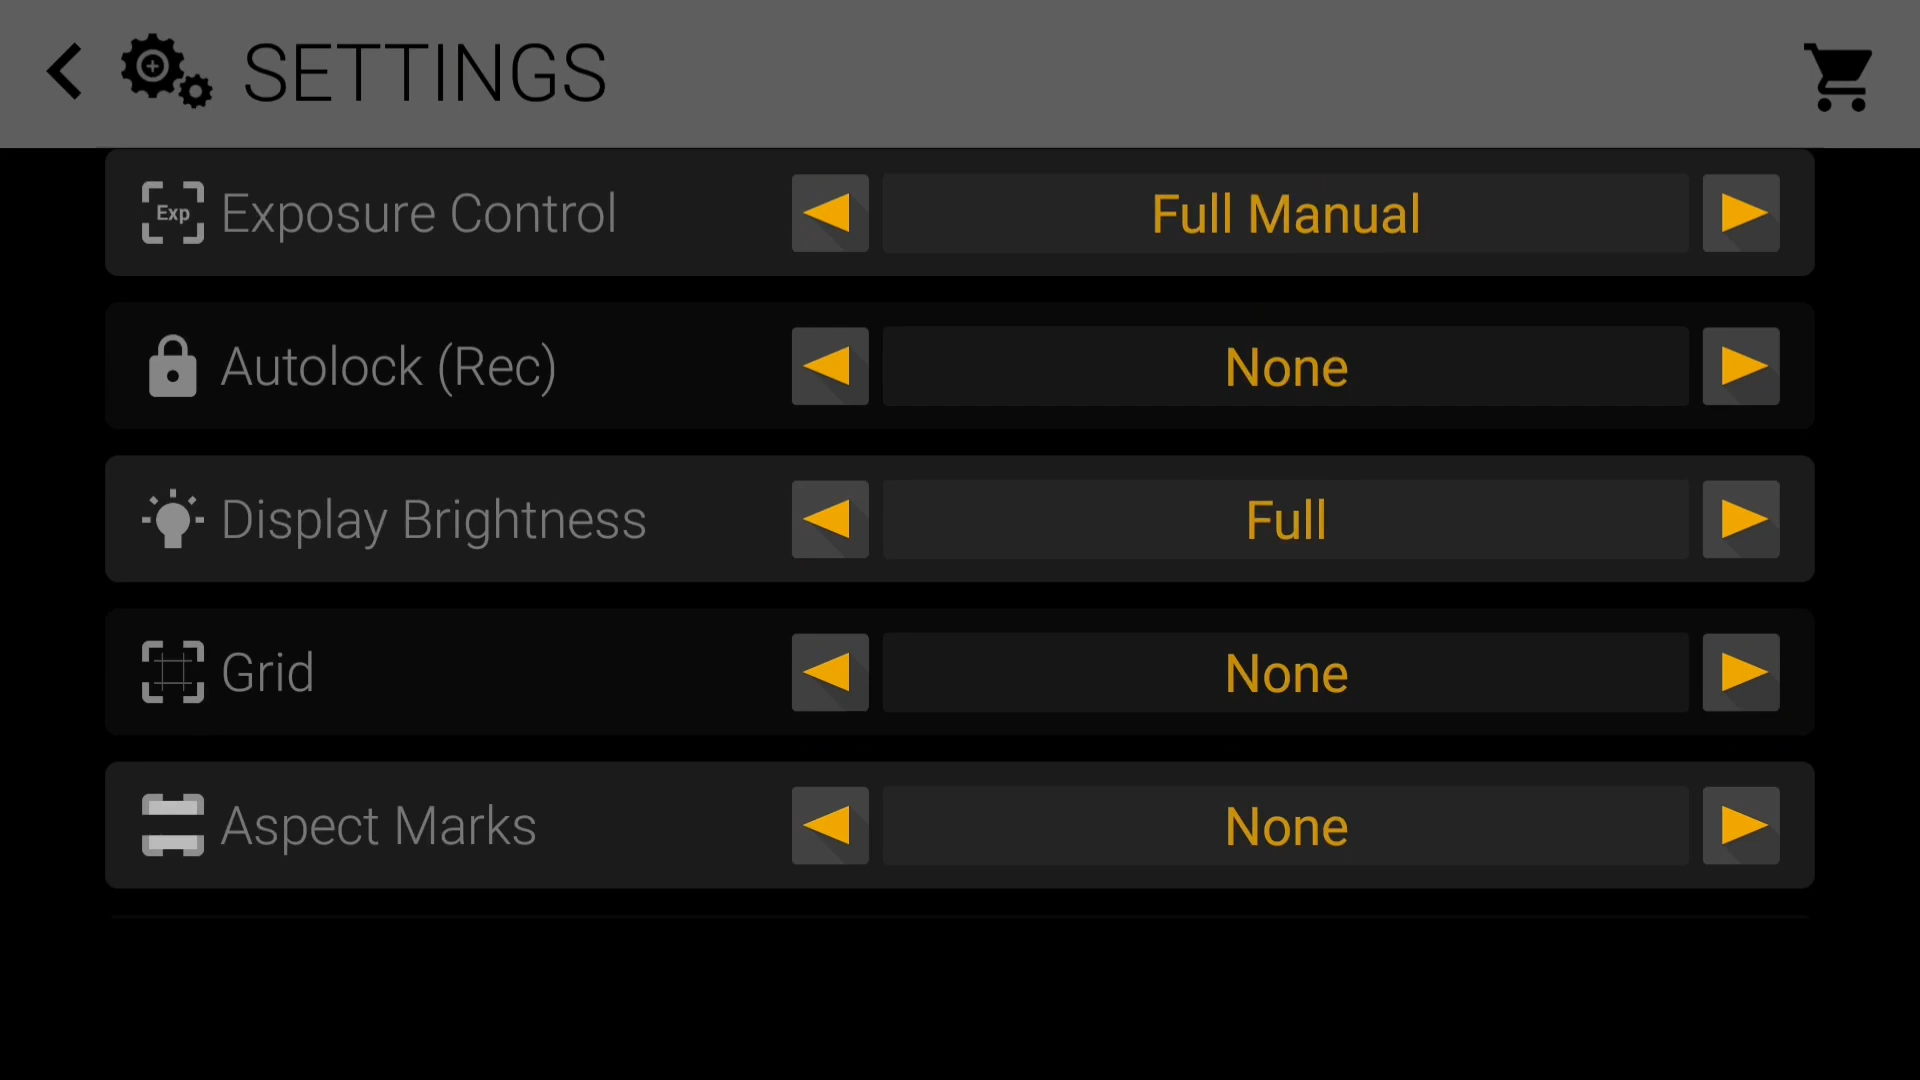 SETTINGS
Exp Exposure Control Full Manual
Autolock (Rec) None
Display Brightness Full
Grid None
Aspect Marks None